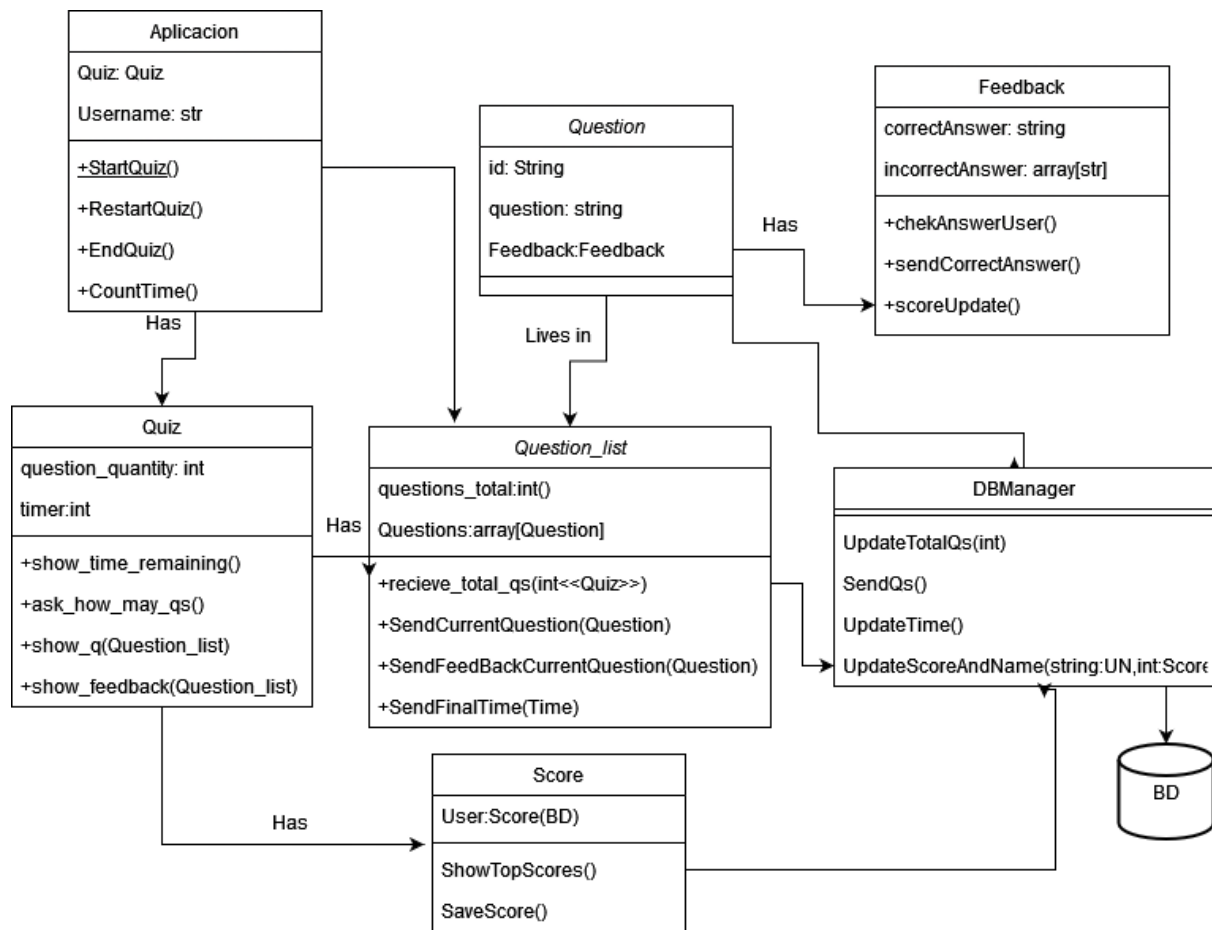 Aplicacion
Quiz: Quiz
Username: str
+StartQuiz()
+RestartQuiz()
+EndQuiz()
+CountTime()
Has
Question
id: String
question: string
Feedback:Feedback
Has
Feedback
correctAnswer: string
incorrectAnswer: array[str]
+chekAnswerUser()
+sendCorrectAnswer()
+scoreUpdate()
Lives in
Quiz
question_quantity: int
timer:int
+show_time_remaining()
+ask_how_may_qs()
+show_q(Question_list)
+show_feedback(Question_list)
Has
Question_list
questions_total:int()
Questions:array[Question]
+recieve_total_qs(int<<Quiz>>)
+SendCurrentQuestion(Question)
+SendFeedBackCurrentQuestion(Question)
+SendFinalTime(Time)
DBManager
UpdateTotalQs(int)
SendQs()
UpdateTime()
UpdateScoreAndName(string:UN,int:Score
BD
Has
Score
User:Score(BD)
ShowTopScores()
SaveScore()